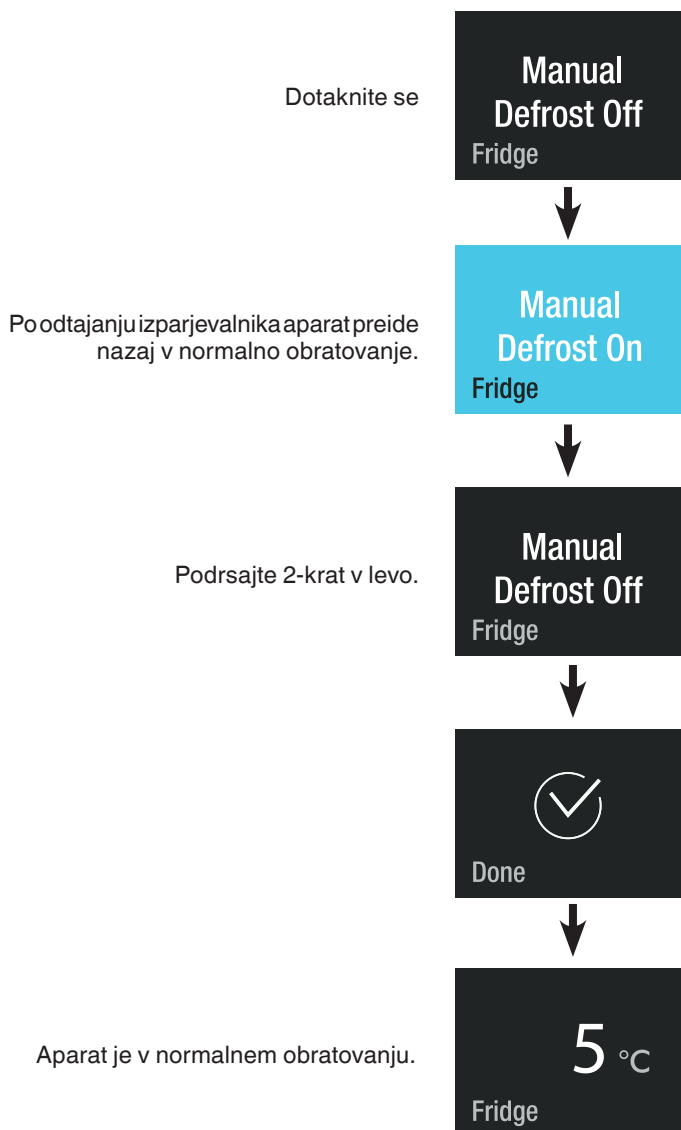 Dotaknite se
Manual
Defrost Off
Fridge
Po odtajanju izparjevalnika aparat preide
nazaj v normalno obratovanje.
Manual
Defrost On
Fridge
Podrsajte 2-krat v levo.
Manual
Defrost Off
Fridge
Done
Aparat je v normalnem obratovanju.
5 °C
Fridge